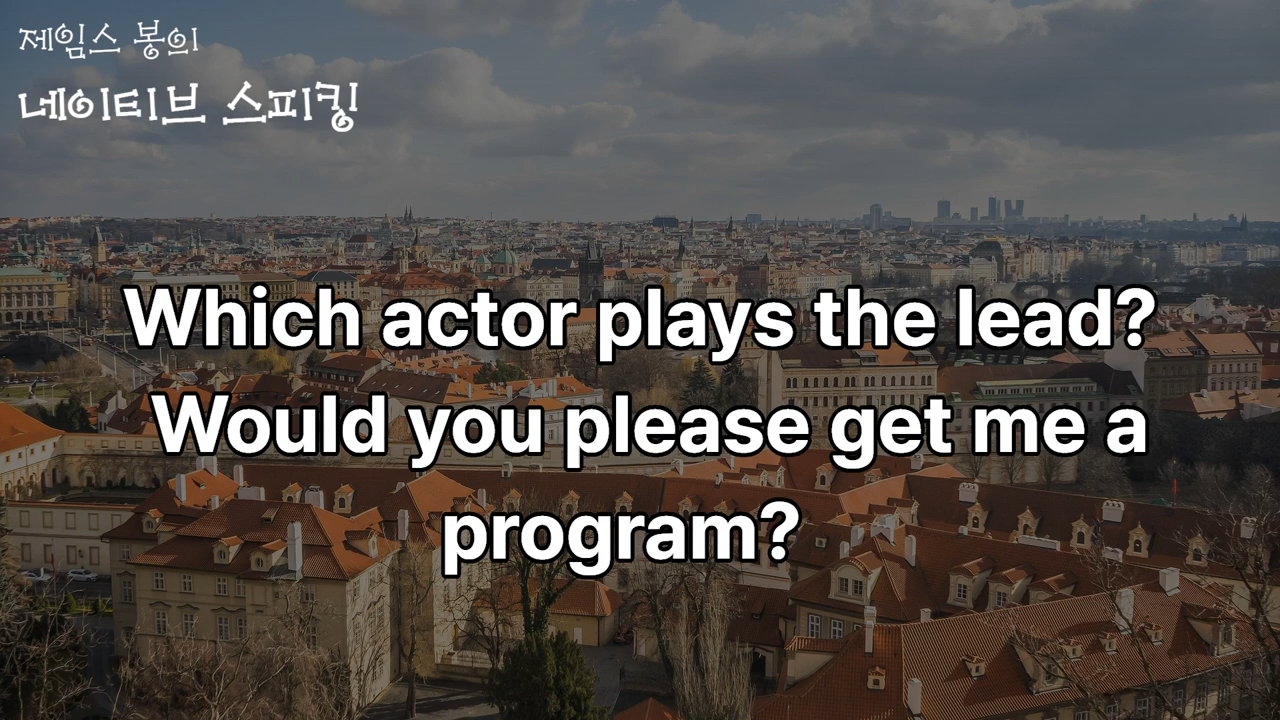 제임스 봉의
네이티브 스피킹
Which actor plays the lead?
Would you please get me a
program?